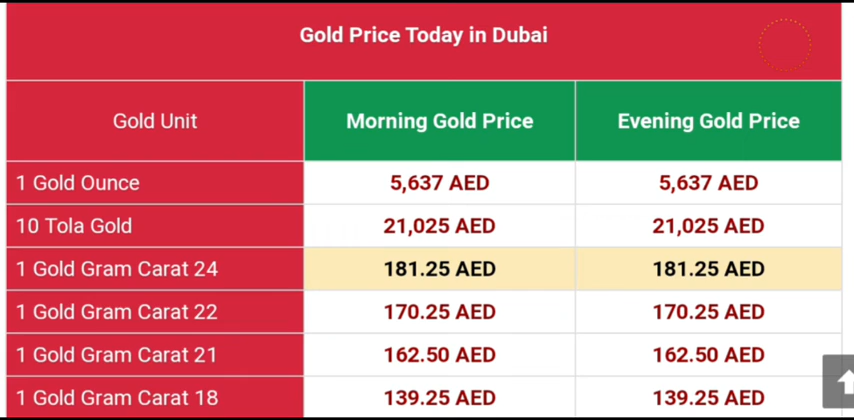 Gold Price Today in Dubai
Gold Unit Morning Gold Price Evening Gold Price
1 Gold Ounce 5,637 AED 5,637 AED
10 Tola Gold 21,025 AED 21,025 AED
1 Gold Gram Carat 24 181.25 AED 181.25 AED
1 Gold Gram Carat 22 170.25 AED 170.25 AED
1 Gold Gram Carat 21 162.50 AED 162.50 AED
1 Gold Gram Carat 18 139.25 AED 139.25 AED